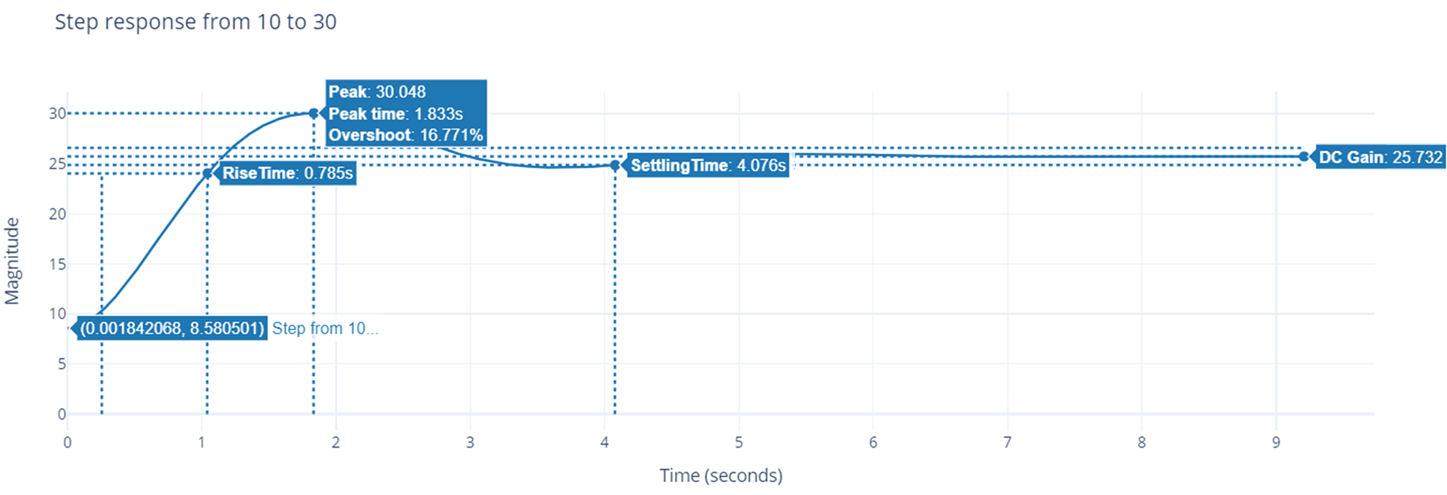 Step response from 10 to 30
Peak: 30.048
Peak time: 1.833s
Overshoot: 16.771%
30
25
20
15
10
5
0
Magnitude
RiseTime: 0.785s
SettlingTime: 4.076s
DC Gain: 25.732
(0.001842068, 8.580501) Step from 10...
0 1 2 3 4 5 6 7 8 9
Time (seconds)